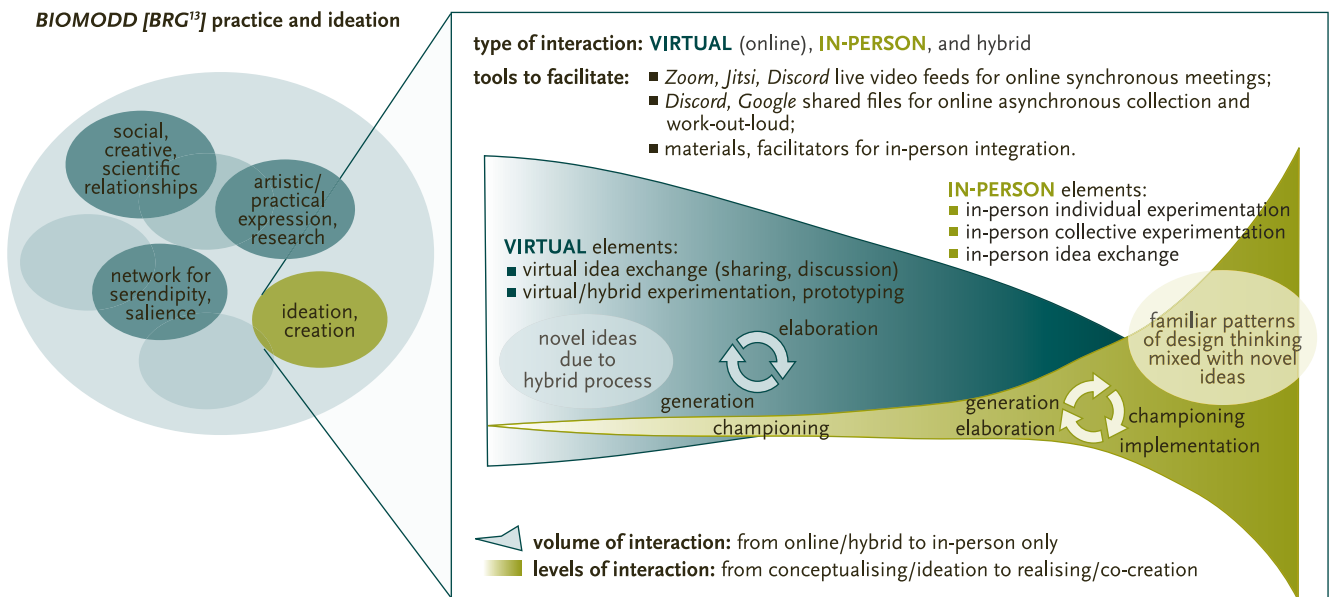 BIOMODD [BRG¹³] practice and ideation
social,
creative,
scientific
relationships
artistic/
practical
expression,
research
network for
serendipity,
salience
ideation,
creation
type of interaction: VIRTUAL (online), IN-PERSON, and hybrid
tools to facilitate:
■ Zoom, Jitsi, Discord live video feeds for online synchronous meetings;
■ Discord, Google shared files for online asynchronous collection and
work-out-loud;
■ materials, facilitators for in-person integration.
IN-PERSON elements:
■ in-person individual experimentation
■ in-person collective experimentation
■ in-person idea exchange
VIRTUAL elements:
■ virtual idea exchange (sharing, discussion)
■ virtual/hybrid experimentation, prototyping
novel ideas
due to
hybrid process
elaboration
generation
championing
familiar patterns
of design thinking
mixed with novel
ideas
generation
elaboration
championing
implementation
volume of interaction: from online/hybrid to in-person only
levels of interaction: from conceptualising/ideation to realising/co-creation